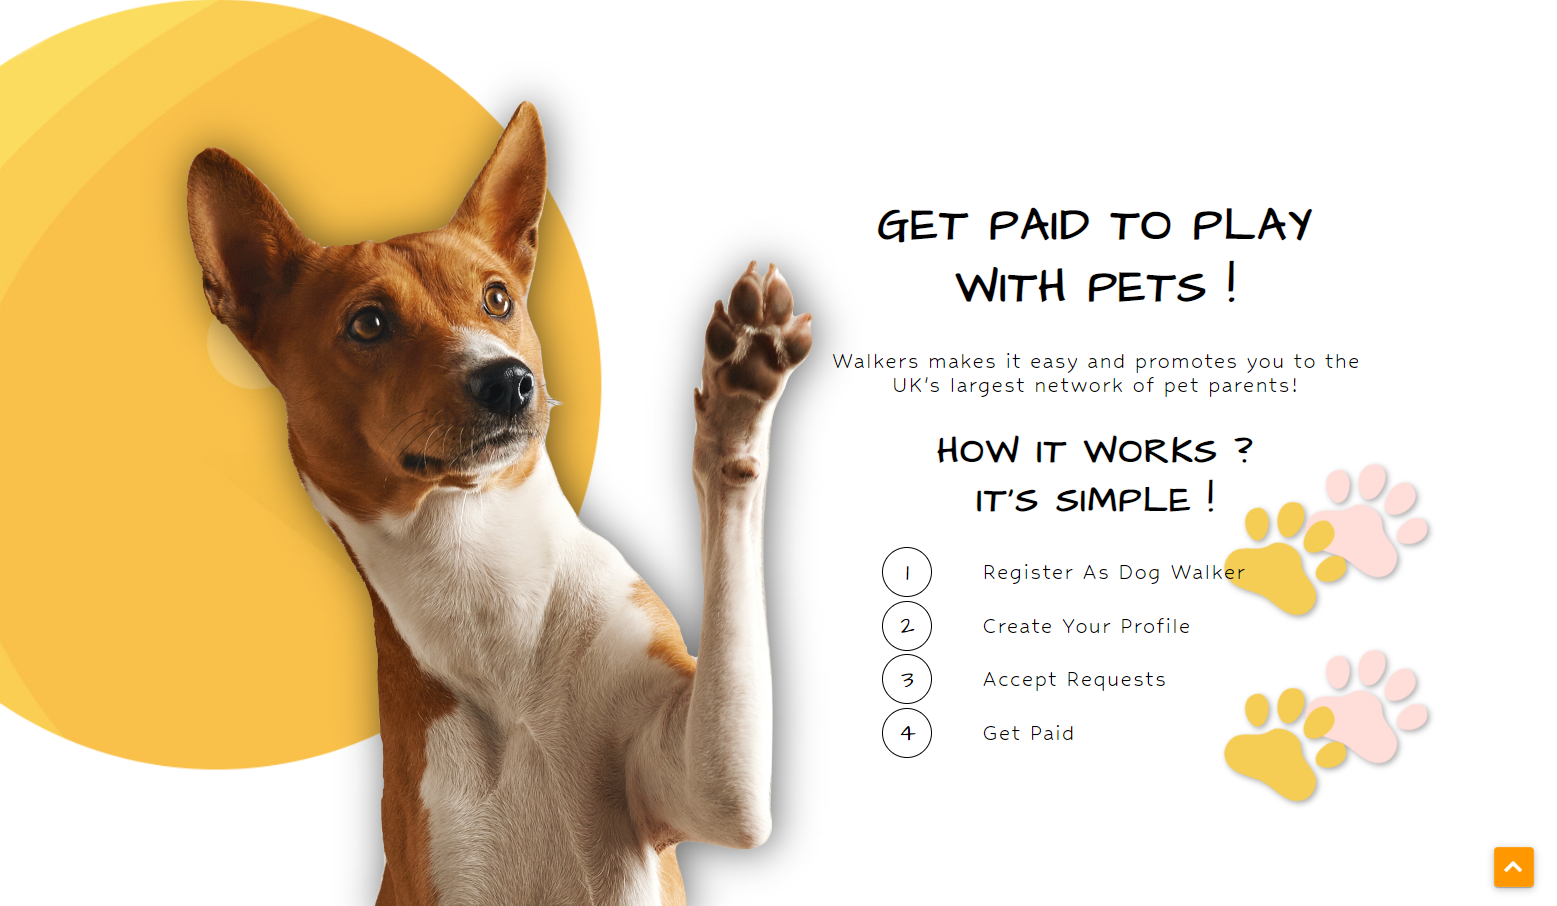 GET PAID TO PLAY
WITH PETS !
Walkers makes it easy and promotes you to the
UK's largest network of pet parents!
HOW IT WORKS ?
IT'S SIMPLE !
1 Register As Dog Walker
2 Create Your Profile
3 Accept Requests
4 Get Paid